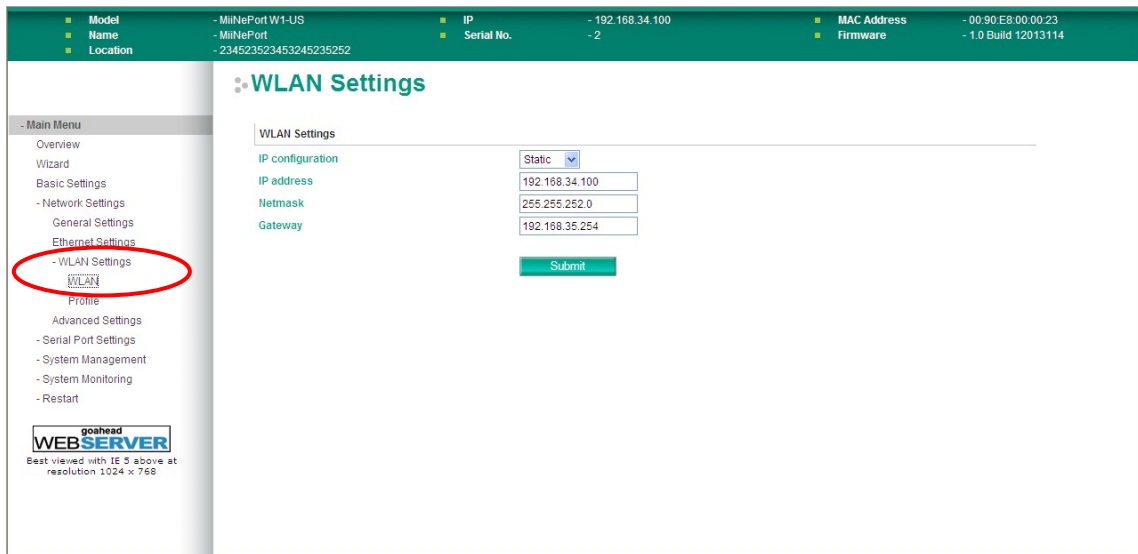 Model - MiiNePort W1-US IP - 192.168.34.100 MAC Address - 00:90:E8:00:00:23
Name - MiiNePort Serial No. - 2 Firmware - 1.0 Build 12013114
Location - 234523523453245235252
WLAN Settings
- Main Menu
Overview
Wizard
Basic Settings
- Network Settings
General Settings
Ethernet Settings
- WLAN Settings
WLAN
Profile
Advanced Settings
- Serial Port Settings
- System Management
- System Monitoring
- Restart
goahead
WEBSERVER
Best viewed with IE 5 above at
resolution 1024 x 768
WLAN Settings
IP configuration Static
IP address 192.168.34.100
Netmask 255.255.252.0
Gateway 192.168.35.254
Submit